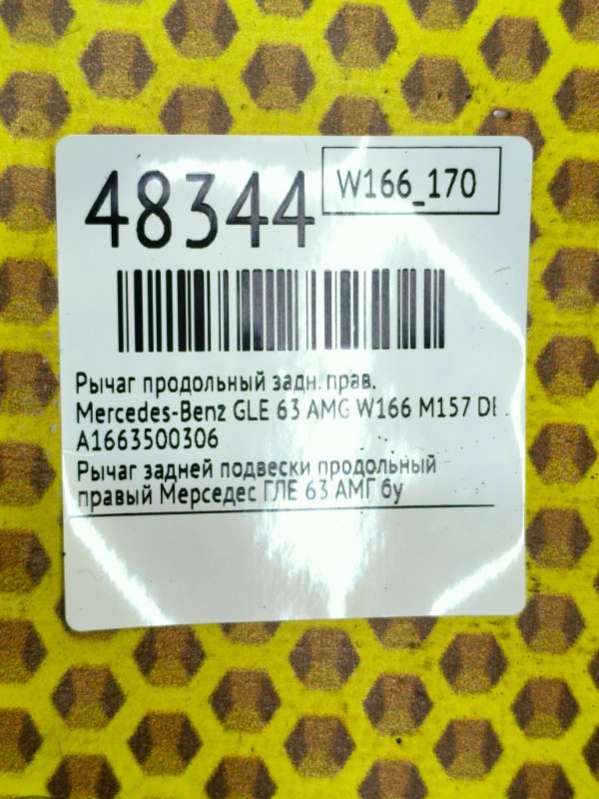 48344
W166_170
Рычаг продольный задн. прав.
Mercedes-Benz GLE 63 AMG W166 M157 DE
A1663500306
Рычаг задней подвески продольный
правый Мерседес ГЛЕ 63 АМГ бу